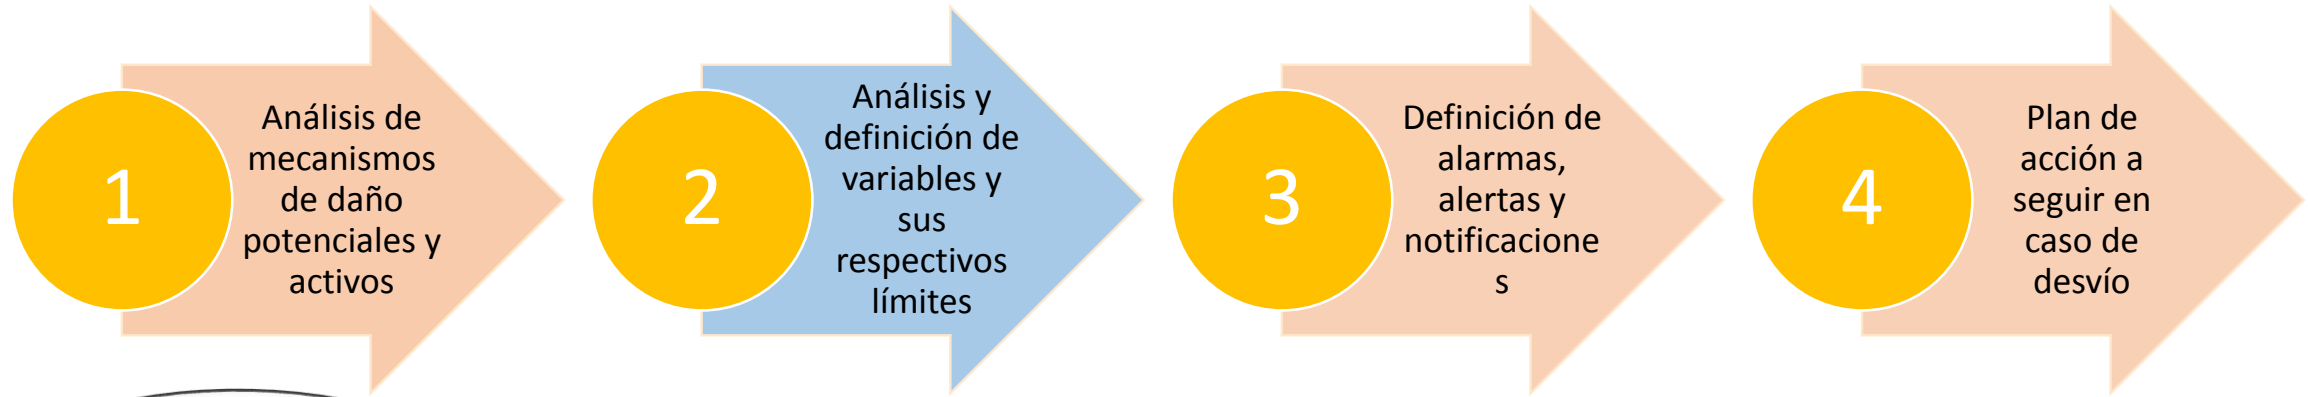 1
Análisis de
mecanismos
de daño
potenciales y
activos
2
Análisis y
definición de
variables y
sus
respectivos
límites
3
Definición de
alarmas,
alertas y
notificacione
s
4
Plan de
acción a
seguir en
caso de
desvío